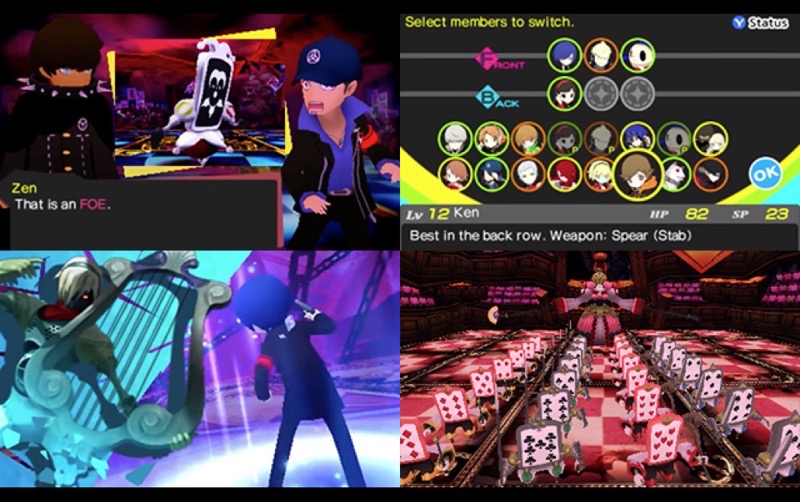 Zen
That is an FOE.
Select members to switch.
Y Status
FRONT
BACK
P P P
OK
Lv 12 Ken HP 82 SP 23
Best in the back row. Weapon: Spear (Stab)